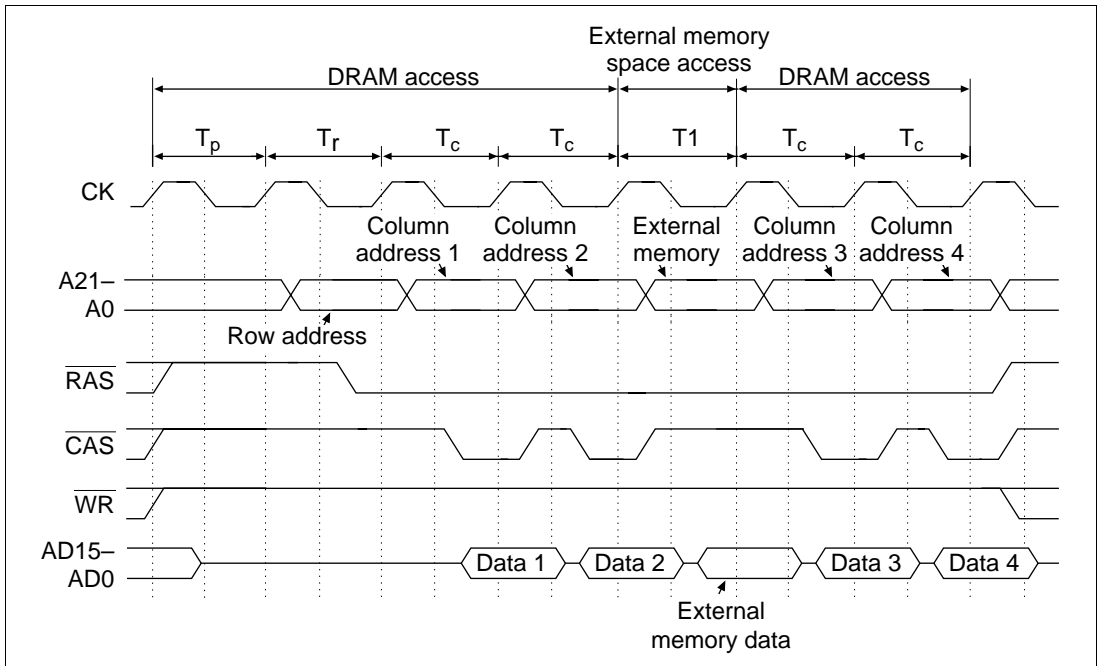 External memory
space access
DRAM access
DRAM access
Tp
Tr
Tc
Tc
T1
Tc
Tc
CK
Column
address 1
Column
address 2
External
memory
Column
address 3
Column
address 4
A21–
A0
Row address
RAS
CAS
WR
AD15–
AD0
Data 1
Data 2
Data 3
Data 4
External
memory data